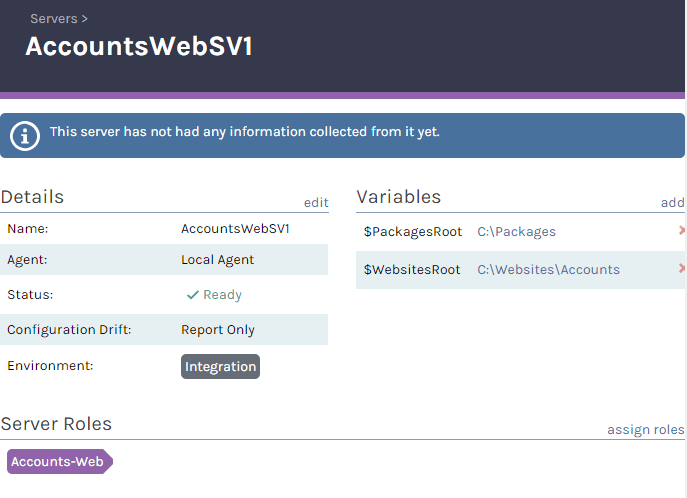 Servers >
AccountsWebSV1
This server has not had any information collected from it yet.
Details
edit
Name: AccountsWebSV1
Agent: Local Agent
Status: Ready
Configuration Drift: Report Only
Environment: Integration
Variables
add
$PackagesRoot C:\Packages
$WebsitesRoot C:\Websites\Accounts
Server Roles
assign roles
Accounts-Web